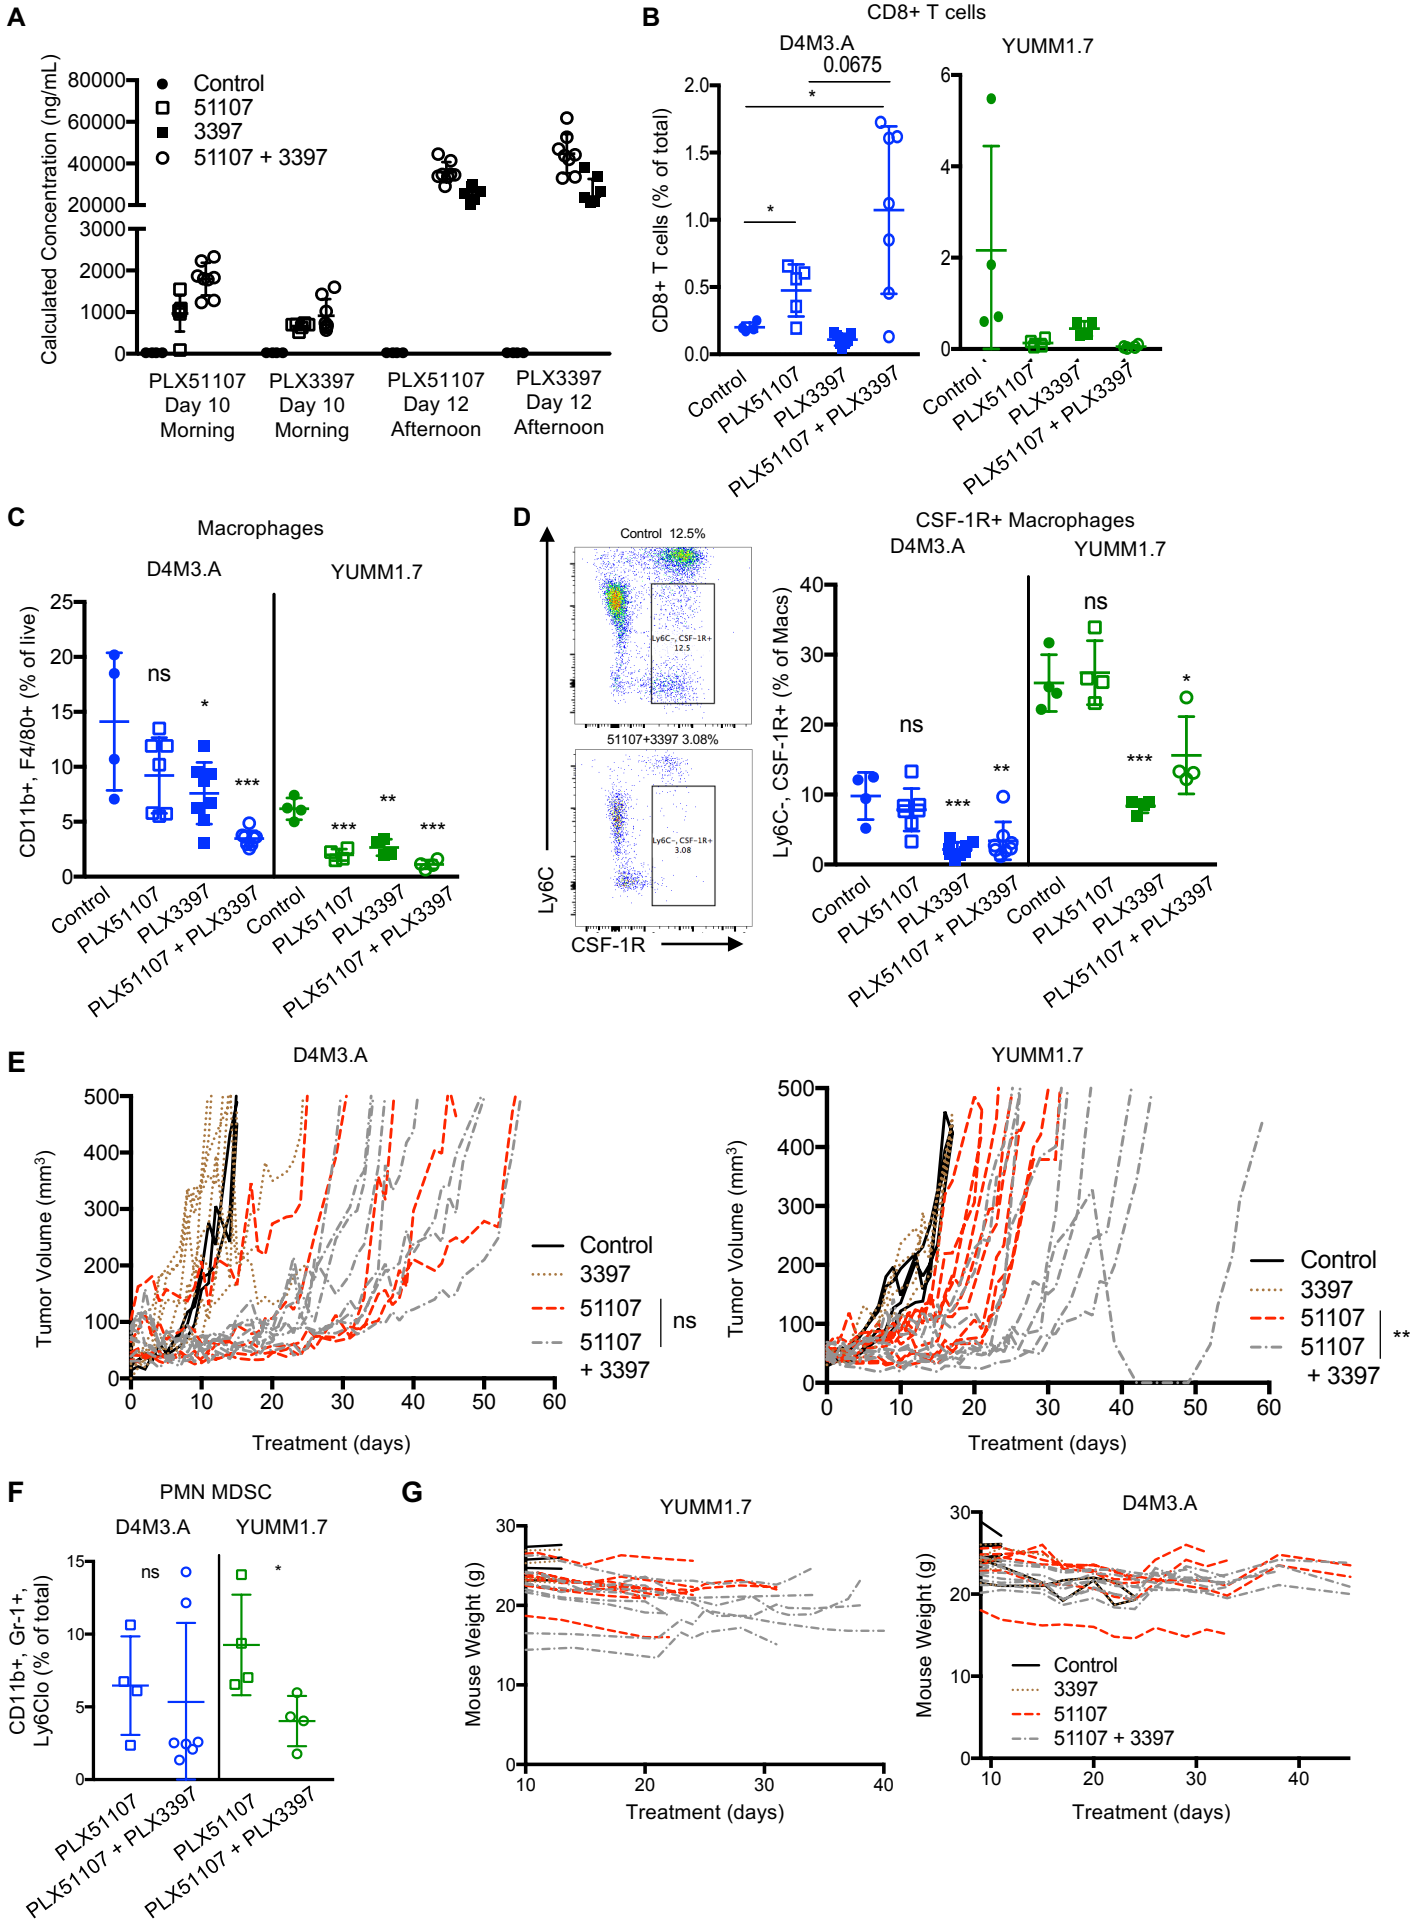 A
Calculated Concentration (ng/mL)
80000
60000
40000
20000
3000
2000
1000
0
Control
51107
3397
51107 + 3397
PLX51107
Day 10
Morning
PLX3397
Day 10
Morning
PLX51107
Day 12
Afternoon
PLX3397
Day 12
Afternoon
B
CD8+ T cells
D4M3.A
YUMM1.7
CD8+ T cells (% of total)
2.0
1.5
1.0
0.5
0.0
0.0675
*
*
Control
PLX51107
PLX3397
PLX51107 + PLX3397
6
4
2
0
Control
PLX51107
PLX3397
PLX51107 + PLX3397
C
Macrophages
D4M3.A
YUMM1.7
CD11b+, F4/80+ (% of live)
25
20
15
10
5
0
ns
*
***
***
**
***
Control
PLX51107
PLX3397
PLX51107 + PLX3397
Control
PLX51107
PLX3397
PLX51107 + PLX3397
D
Control 12.5%
Ly6C-, CSF-1R+
12.5
51107+3397 3.08%
Ly6C-, CSF-1R+
3.08
Ly6C
CSF-1R
CSF-1R+ Macrophages
D4M3.A
YUMM1.7
Ly6C-, CSF-1R+ (% of Macs)
40
30
20
10
0
ns
***
**
ns
***
*
Control
PLX51107
PLX3397
PLX51107 + PLX3397
Control
PLX51107
PLX3397
PLX51107 + PLX3397
E
D4M3.A
Tumor Volume (mm³)
500
400
300
200
100
0
0 10 20 30 40 50 60
Treatment (days)
Control
3397
51107
51107
+ 3397
ns
YUMM1.7
Tumor Volume (mm³)
500
400
300
200
100
0
0 10 20 30 40 50 60
Treatment (days)
Control
3397
51107
51107
+ 3397
**
F
PMN MDSC
D4M3.A
YUMM1.7
CD11b+, Gr-1+,
Ly6Clo (% of total)
15
10
5
0
ns
*
PLX51107
PLX51107 + PLX3397
PLX51107
PLX51107 + PLX3397
G
YUMM1.7
Mouse Weight (g)
30
20
10
0
10 20 30 40
Treatment (days)
D4M3.A
Mouse Weight (g)
30
20
10
0
10 20 30 40
Treatment (days)
Control
3397
51107
51107 + 3397